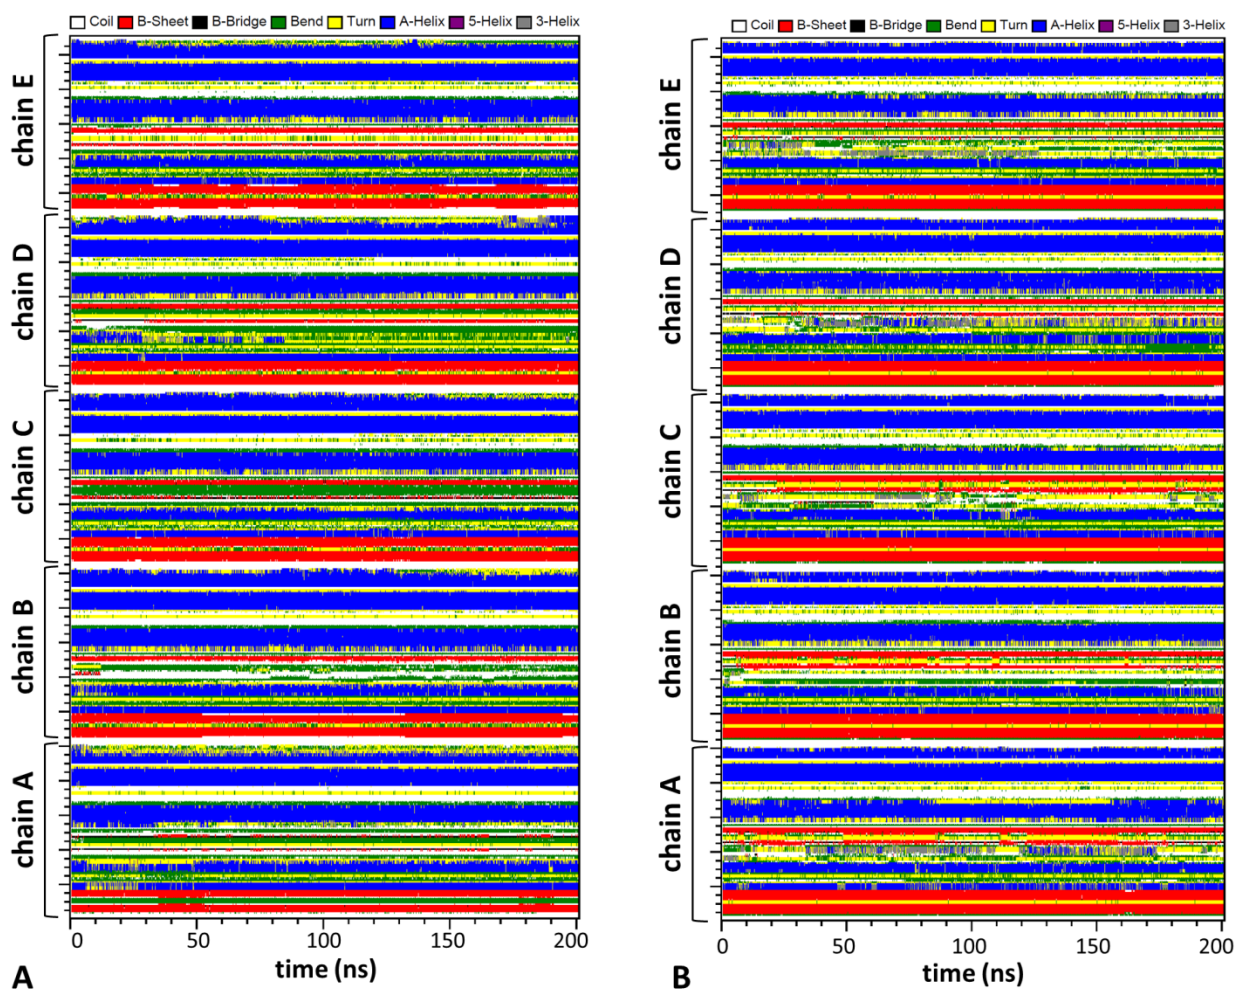 Coil B-Sheet B-Bridge Bend Turn A-Helix 5-Helix 3-Helix
chain E
chain D
chain C
chain B
chain A
0 50 100 150 200
time (ns)
A
Coil B-Sheet B-Bridge Bend Turn A-Helix 5-Helix 3-Helix
chain E
chain D
chain C
chain B
chain A
0 50 100 150 200
time (ns)
B